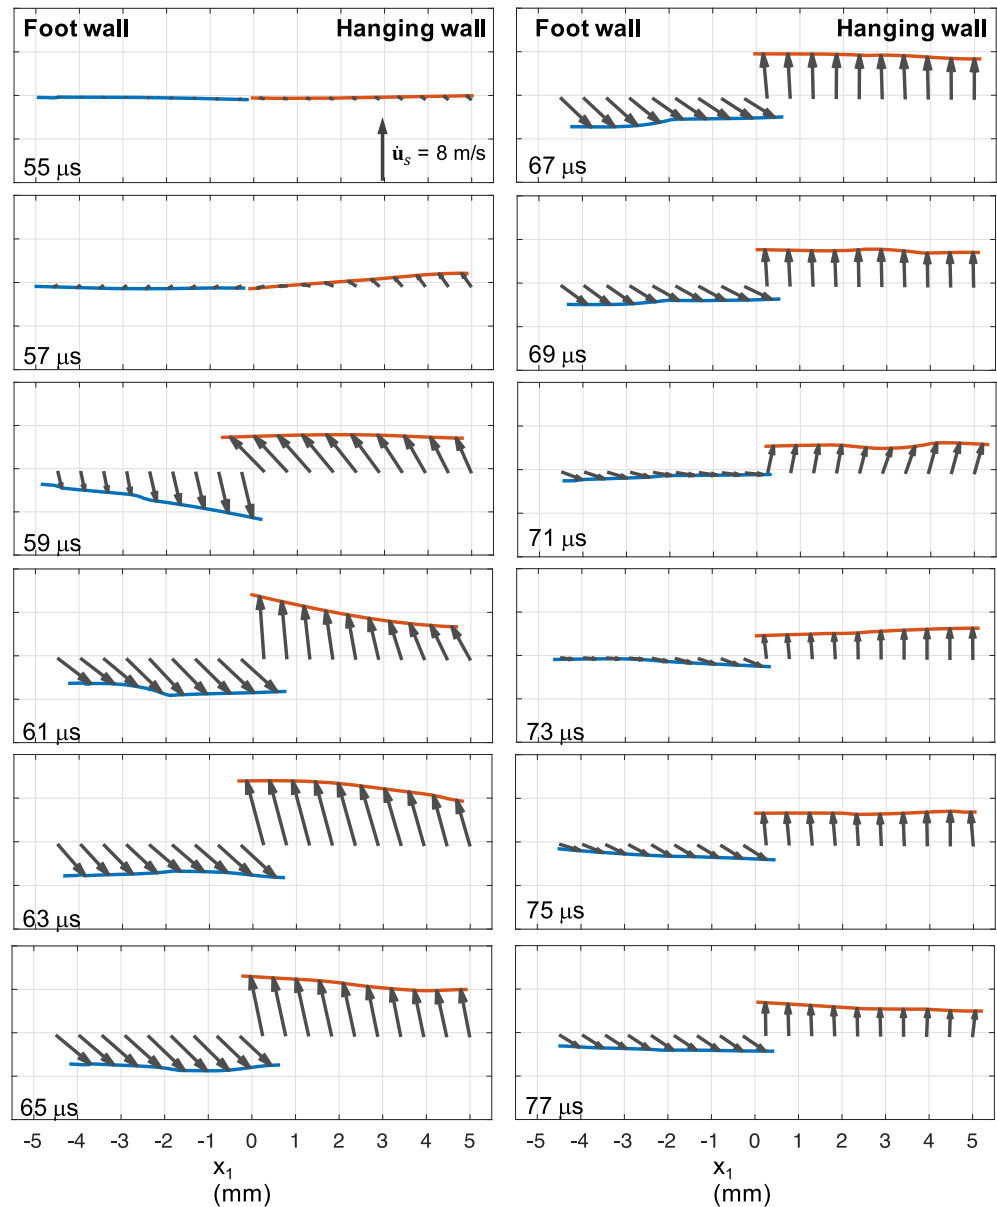 Foot wall Hanging wall
u̇ₛ = 8 m/s
55 μs
57 μs
59 μs
61 μs
63 μs
65 μs
-5 -4 -3 -2 -1 0 1 2 3 4 5
x₁
(mm)
Foot wall Hanging wall
67 μs
69 μs
71 μs
73 μs
75 μs
77 μs
-5 -4 -3 -2 -1 0 1 2 3 4 5
x₁
(mm)